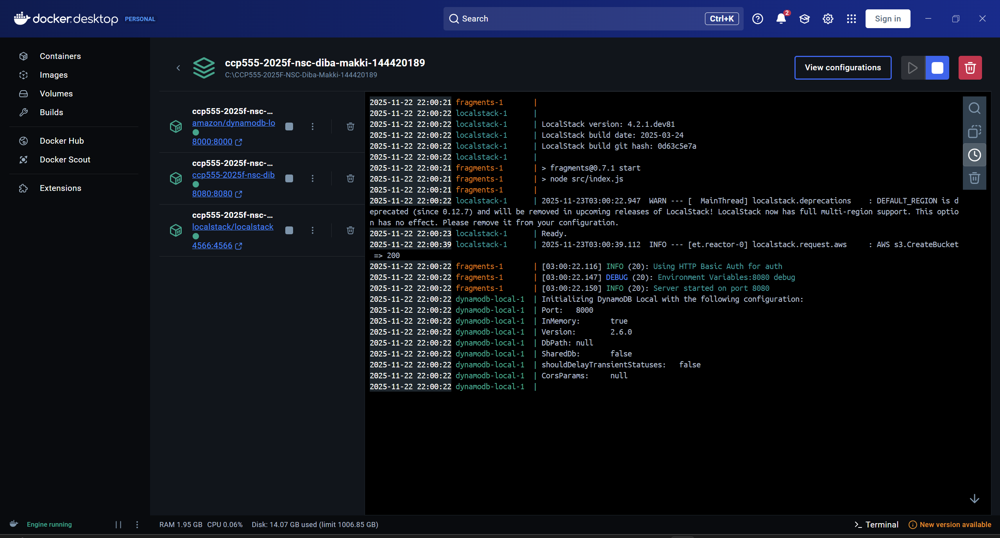 docker desktop PERSONAL
Search
Ctrl+K
2
Sign in
Containers
Images
Volumes
Builds
Docker Hub
Docker Scout
Extensions
ccp555-2025f-nsc-diba-makki-144420189
C:\CCP555-2025F-NSC-Diba-Makki-144420189
View configurations
ccp555-2025f-nsc-...
amazon/dynamodb-lo
8000:8000
ccp555-2025f-nsc-...
ccp555-2025f-nsc-dib
8080:8080
ccp555-2025f-nsc-...
localstack/localstack
4566:4566
2025-11-22 22:00:21 fragments-1 |
2025-11-22 22:00:22 localstack-1 |
2025-11-22 22:00:22 localstack-1 | LocalStack version: 4.2.1.dev81
2025-11-22 22:00:22 localstack-1 | LocalStack build date: 2025-03-24
2025-11-22 22:00:22 localstack-1 | LocalStack build git hash: 0d63c5e7a
2025-11-22 22:00:22 localstack-1 |
2025-11-22 22:00:21 fragments-1 | > fragments@0.7.1 start
2025-11-22 22:00:21 fragments-1 | > node src/index.js
2025-11-22 22:00:21 fragments-1 |
2025-11-22 22:00:22 localstack-1 | 2025-11-23T03:00:22.947 WARN --- [ MainThread] localstack.deprecations : DEFAULT_REGION is d
eprecated (since 0.12.7) and will be removed in upcoming releases of LocalStack! LocalStack now has full multi-region support. This optio
n has no effect. Please remove it from your configuration.
2025-11-22 22:00:23 localstack-1 | Ready.
2025-11-22 22:00:39 localstack-1 | 2025-11-23T03:00:39.112 INFO --- [et.reactor-0] localstack.request.aws : AWS s3.CreateBucket
=> 200
2025-11-22 22:00:22 fragments-1 | [03:00:22.116] INFO (20): Using HTTP Basic Auth for auth
2025-11-22 22:00:22 fragments-1 | [03:00:22.147] DEBUG (20): Environment Variables:8080 debug
2025-11-22 22:00:22 fragments-1 | [03:00:22.150] INFO (20): Server started on port 8080
2025-11-22 22:00:22 dynamodb-local-1 | Initializing DynamoDB Local with the following configuration:
2025-11-22 22:00:22 dynamodb-local-1 | Port: 8000
2025-11-22 22:00:22 dynamodb-local-1 | InMemory: true
2025-11-22 22:00:22 dynamodb-local-1 | Version: 2.6.0
2025-11-22 22:00:22 dynamodb-local-1 | DbPath: null
2025-11-22 22:00:22 dynamodb-local-1 | SharedDb: false
2025-11-22 22:00:22 dynamodb-local-1 | shouldDelayTransientStatuses: false
2025-11-22 22:00:22 dynamodb-local-1 | CorsParams: null
2025-11-22 22:00:22 dynamodb-local-1 |
Engine running
RAM 1.95 GB CPU 0.06% Disk: 14.07 GB used (limit 1006.85 GB)
Terminal
New version available